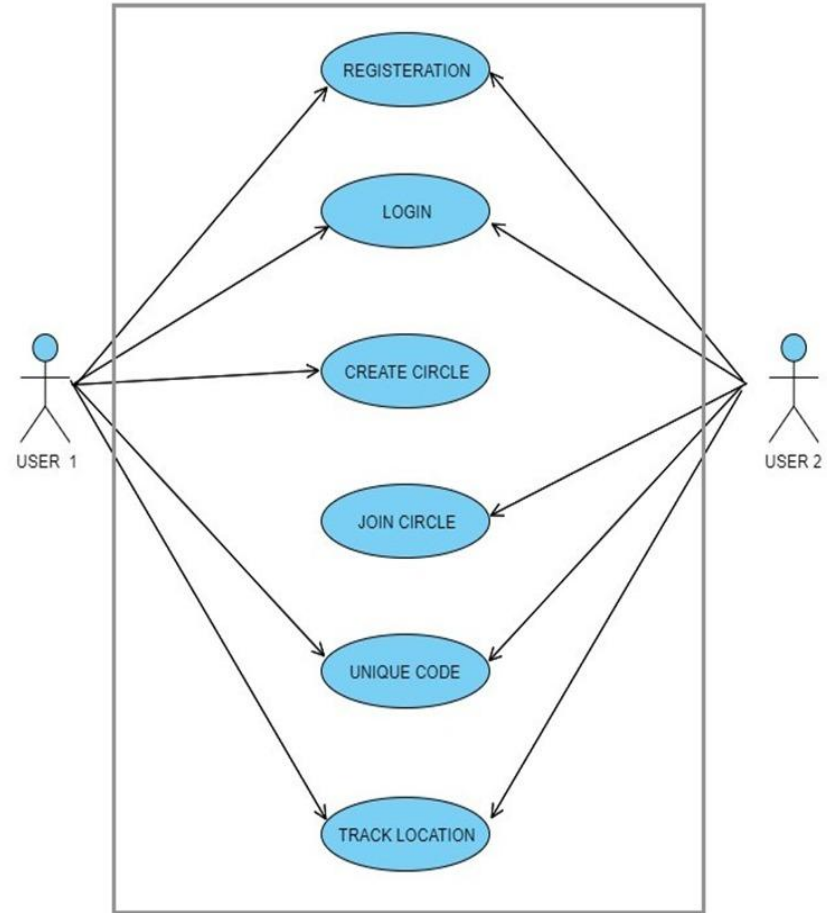 REGISTERATION
LOGIN
CREATE CIRCLE
USER 1
USER 2
JOIN CIRCLE
UNIQUE CODE
TRACK LOCATION